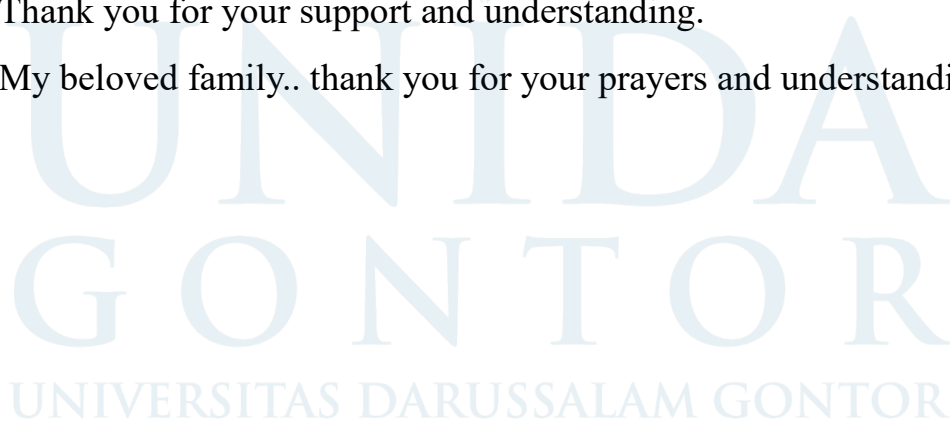 Thank you for your support and understanding.
My beloved family.. thank you for your prayers and understandi
UNIDA
GONTOR
UNIVERSITAS DARUSSALAM GONTOR